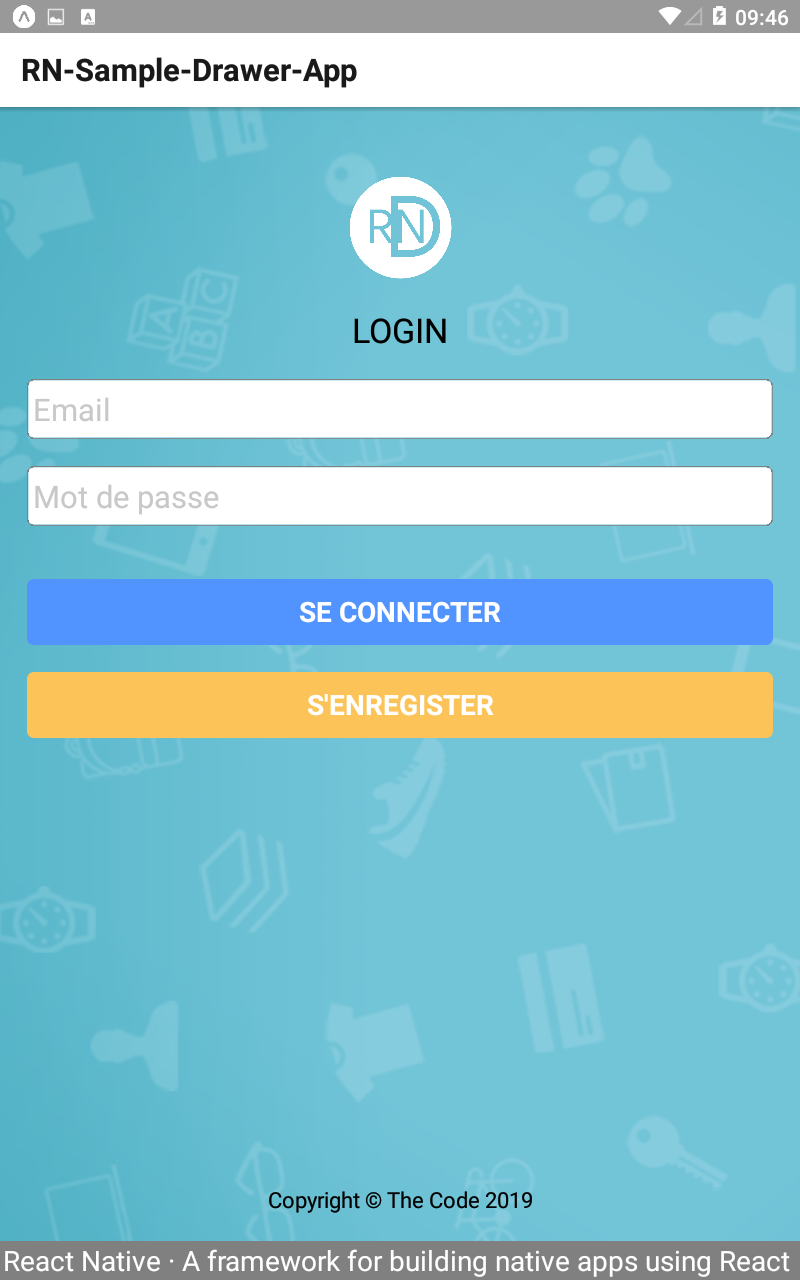 09:46
RN-Sample-Drawer-App
RND
LOGIN
Email
Mot de passe
SE CONNECTER
S'ENREGISTER
Copyright © The Code 2019
React Native · A framework for building native apps using React